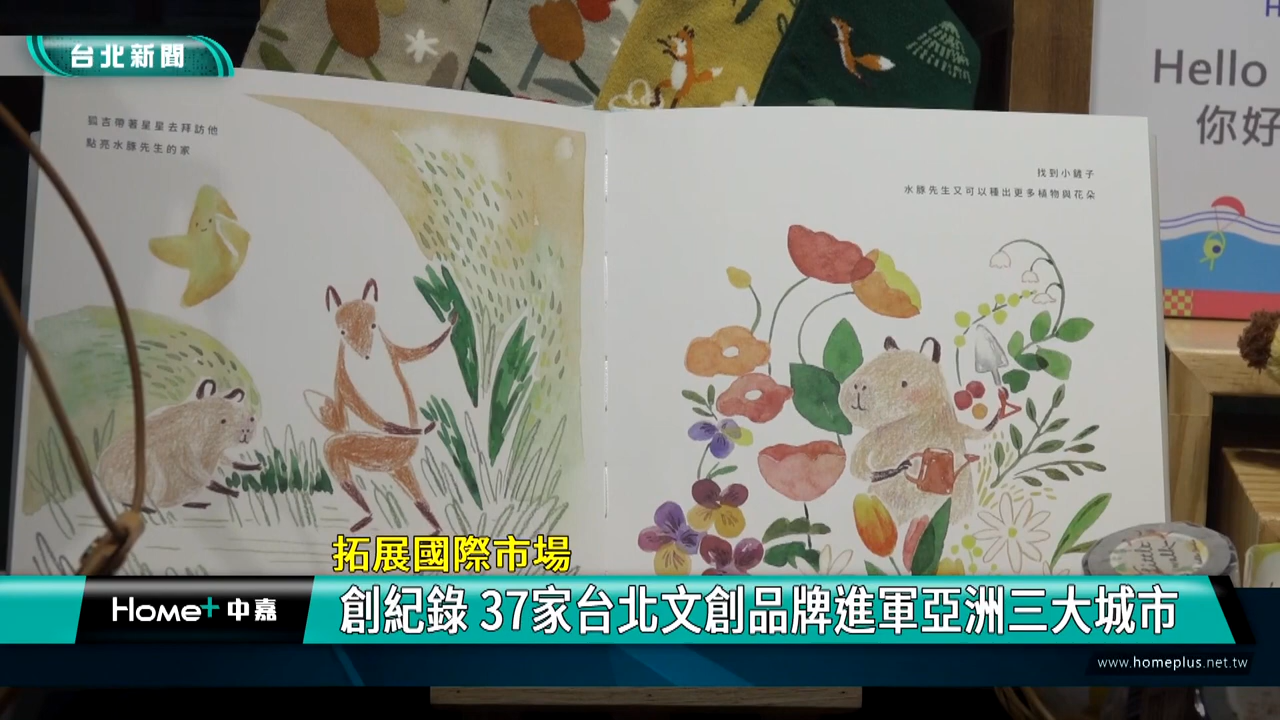 台北新聞
Hello
你好
狐吉帶著星星去拜訪他
點亮水豚先生的家
找到小鏟子
水豚先生又可以種出更多植物與花朵
拓展國際市場
Home+ 中嘉
創紀錄 37家台北文創品牌進軍亞洲三大城市
www.homeplus.net.tw